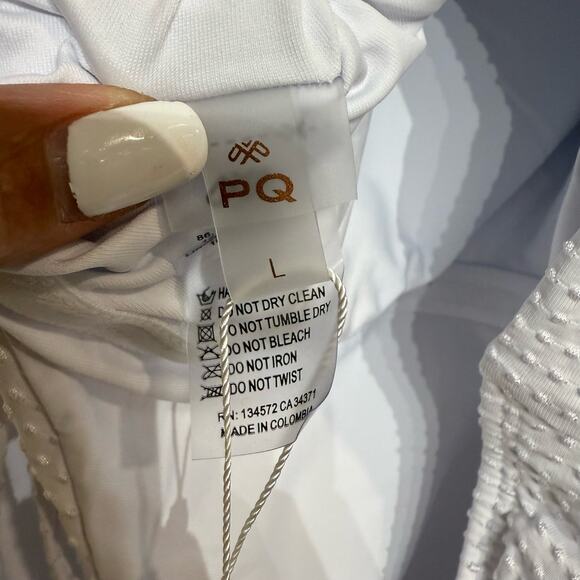 PQ
L
HA
DO NOT DRY CLEAN
DO NOT TUMBLE DRY
DO NOT BLEACH
DO NOT IRON
DO NOT TWIST
RN: 134572 CA 34371
MADE IN COLOMBIA